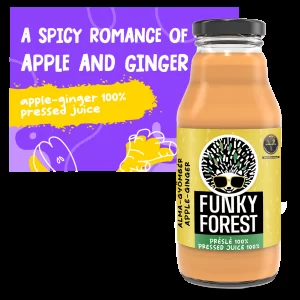 A SPICY ROMANCE OF
APPLE AND GINGER
apple-ginger 100%
pressed juice
ALMA-GYÖMBÉR
APPLE-GINGER
FUNKY
FOREST
PRÉSLÉ 100%
PRESSED JUICE 100%